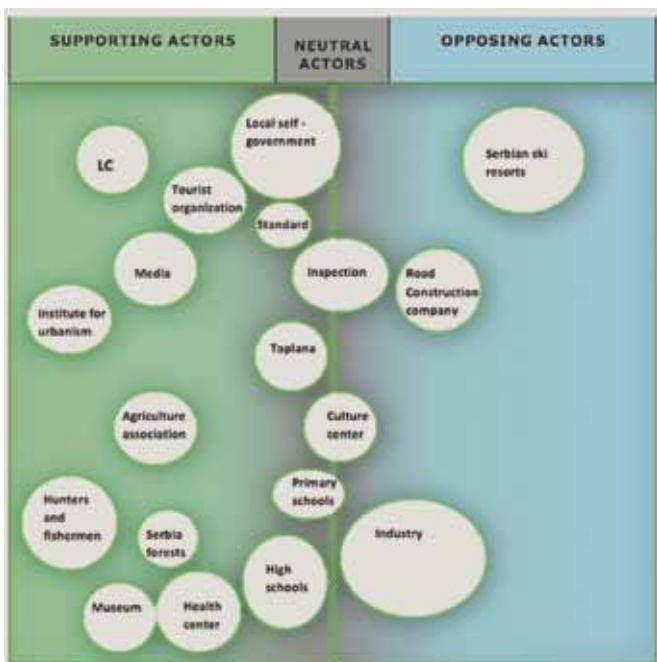 SUPPORTING ACTORS
NEUTRAL
ACTORS
OPPOSING ACTORS
Local self -
government
LC
Serbian ski
resorts
Tourist
organization
Standard
Media
Inspection
Road
Construction
company
Institute for
urbanism
Toplana
Agriculture
association
Culture
center
Primary
schools
Hunters
and
fishermen
Serbia
forests
Industry
High
schools
Museum
Health
center